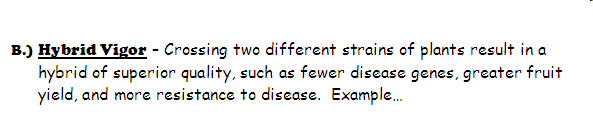 B.) Hybrid Vigor - Crossing two different strains of plants result in a
hybrid of superior quality, such as fewer disease genes, greater fruit
yield, and more resistance to disease.  Example…